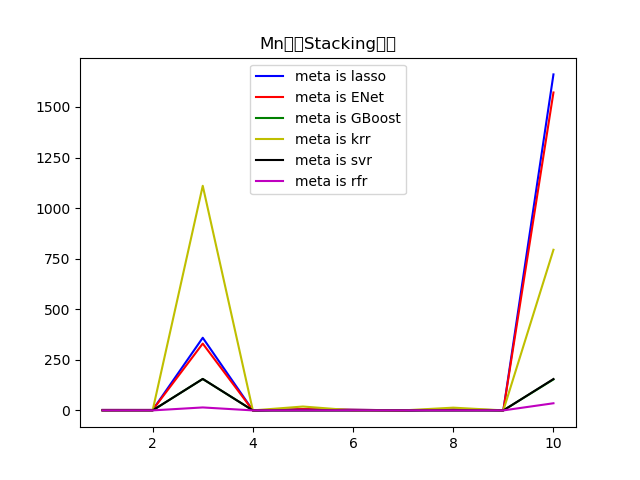 Mn▯▯Stacking▯▯
meta is lasso
meta is ENet
meta is GBoost
meta is krr
meta is svr
meta is rfr
1500
1250
1000
750
500
250
0
2
4
6
8
10